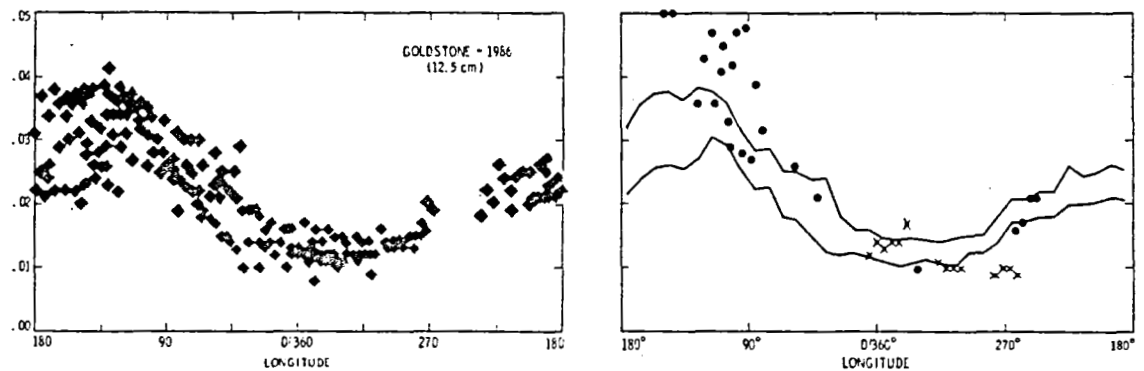 .05
GOLDSTONE - 1986
(12.5 cm)
.04
.03
.02
.01
.00
180 90 0/360 270 180
LONGITUDE
180° 90° 0°360° 270° 180°
LONGITUDE